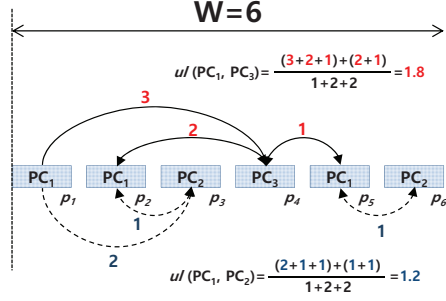 W=6
ul (PC₁, PC₃)= (3+2+1)+(2+1) / 1+2+2 =1.8
3
2
1
PC₁ PC₁ PC₂ PC₃ PC₁ PC₂
p₁ p₂ p₃ p₄ p₅ p₆
1
1
2
ul (PC₁, PC₂)= (2+1+1)+(1+1) / 1+2+2 =1.2